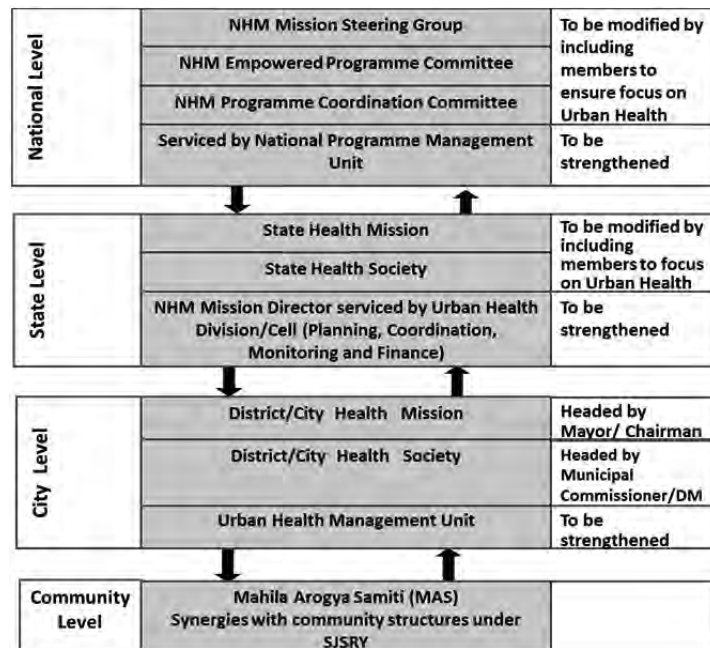 National Level
NHM Mission Steering Group
NHM Empowered Programme Committee
NHM Programme Coordination Committee
To be modified by
including
members to
ensure focus on
Urban Health
Serviced by National Programme Management
Unit
To be
strengthened
State Level
State Health Mission
State Health Society
To be modified by
including
members to focus
on Urban Health
NHM Mission Director serviced by Urban Health
Division/Cell (Planning, Coordination,
Monitoring and Finance)
To be
strengthened
City Level
District/City Health Mission
Headed by
Mayor/ Chairman
District/City Health Society
Headed by
Municipal
Commissioner/DM
Urban Health Management Unit
To be
strengthened
Community
Level
Mahila Arogya Samiti (MAS)
Synergies with community structures under
SJSRY